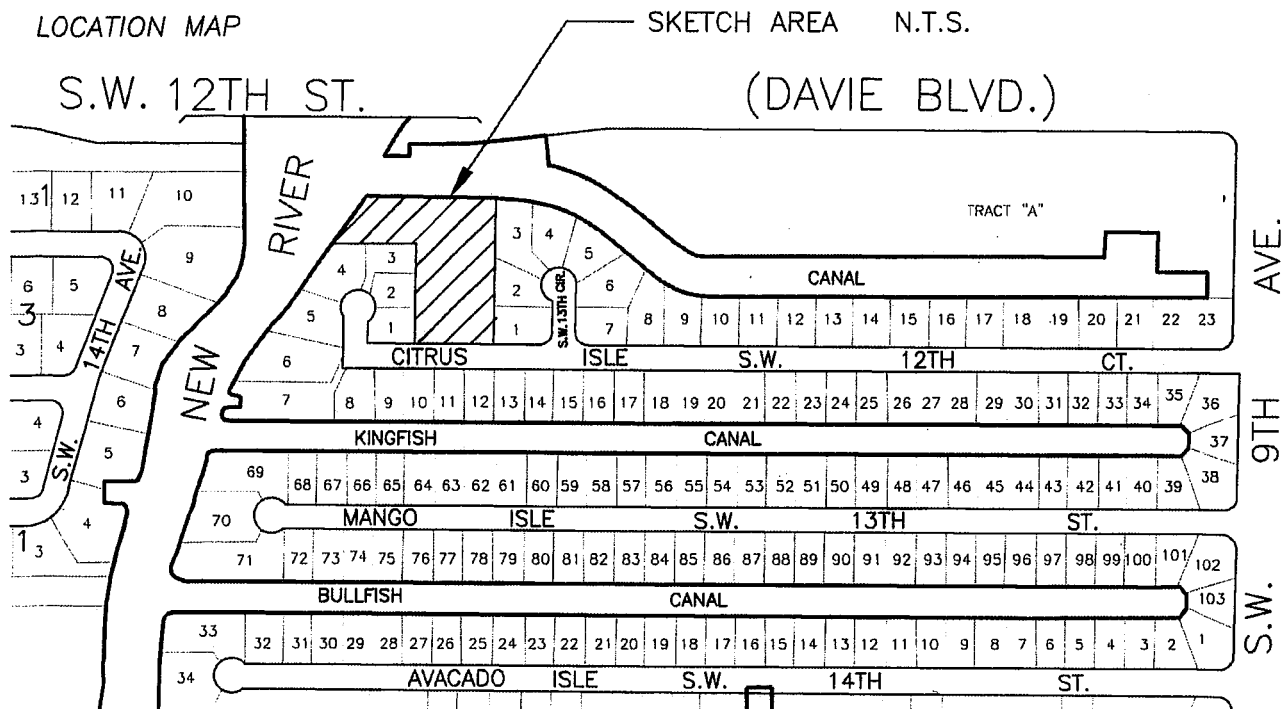 LOCATION MAP
SKETCH AREA N.T.S.
S.W. 12TH ST. (DAVIE BLVD.)
13 1 12 11 10
NEW RIVER
TRACT "A"
S.W. 14TH AVE.
S.W. 9TH AVE.
9
8
7
6
5
4
6 5
3
3 4
4
3
1
3
4 3
2
5
1
6
7
3 4 5
2 6
1
S.W. 13TH CIR.
CANAL
7 8 9 10 11 12 13 14 15 16 17 18 19 20 21 22 23
CITRUS ISLE S.W. 12TH CT.
8 9 10 11 12 13 14 15 16 17 18 19 20 21 22 23 24 25 26 27 28 29 30 31 32 33 34 35 36
KINGFISH CANAL
37
69 68 67 66 65 64 63 62 61 60 59 58 57 56 55 54 53 52 51 50 49 48 47 46 45 44 43 42 41 40 39 38
70
MANGO ISLE S.W. 13TH ST.
71 72 73 74 75 76 77 78 79 80 81 82 83 84 85 86 87 88 89 90 91 92 93 94 95 96 97 98 99 100 101 102
BULLFISH CANAL
103
33 32 31 30 29 28 27 26 25 24 23 22 21 20 19 18 17 16 15 14 13 12 11 10 9 8 7 6 5 4 3 2 1
34
AVACADO ISLE S.W. 14TH ST.